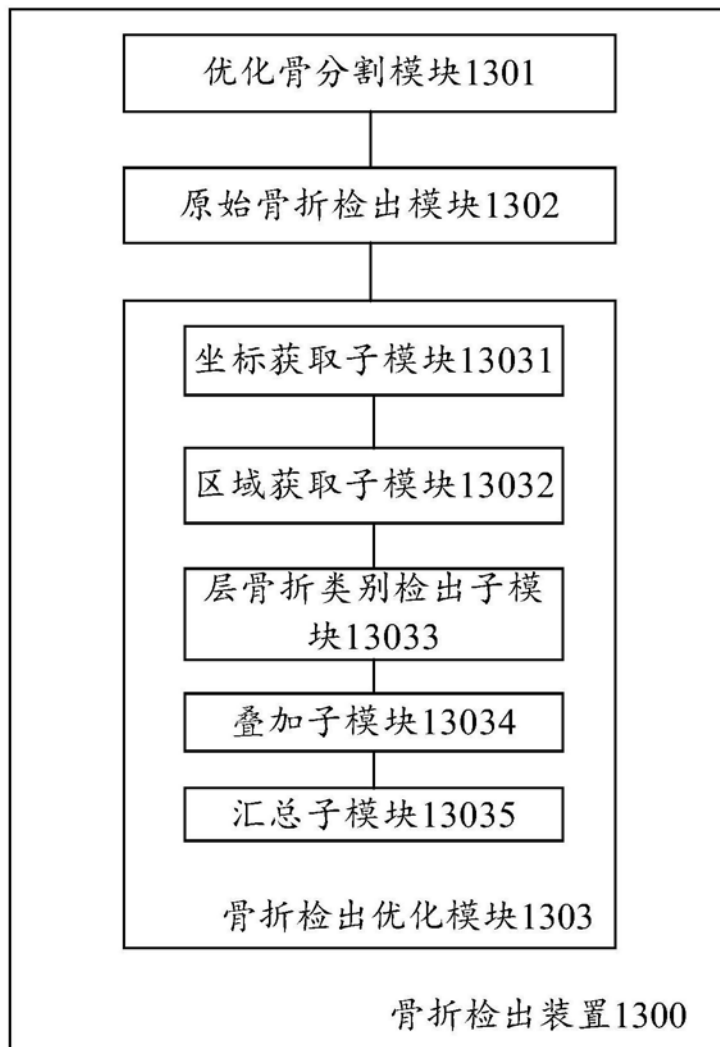 优化骨分割模块1301
原始骨折检出模块1302
坐标获取子模块13031
区域获取子模块13032
层骨折类别检出子模
块13033
叠加子模块13034
汇总子模块13035
骨折检出优化模块1303
骨折检出装置1300